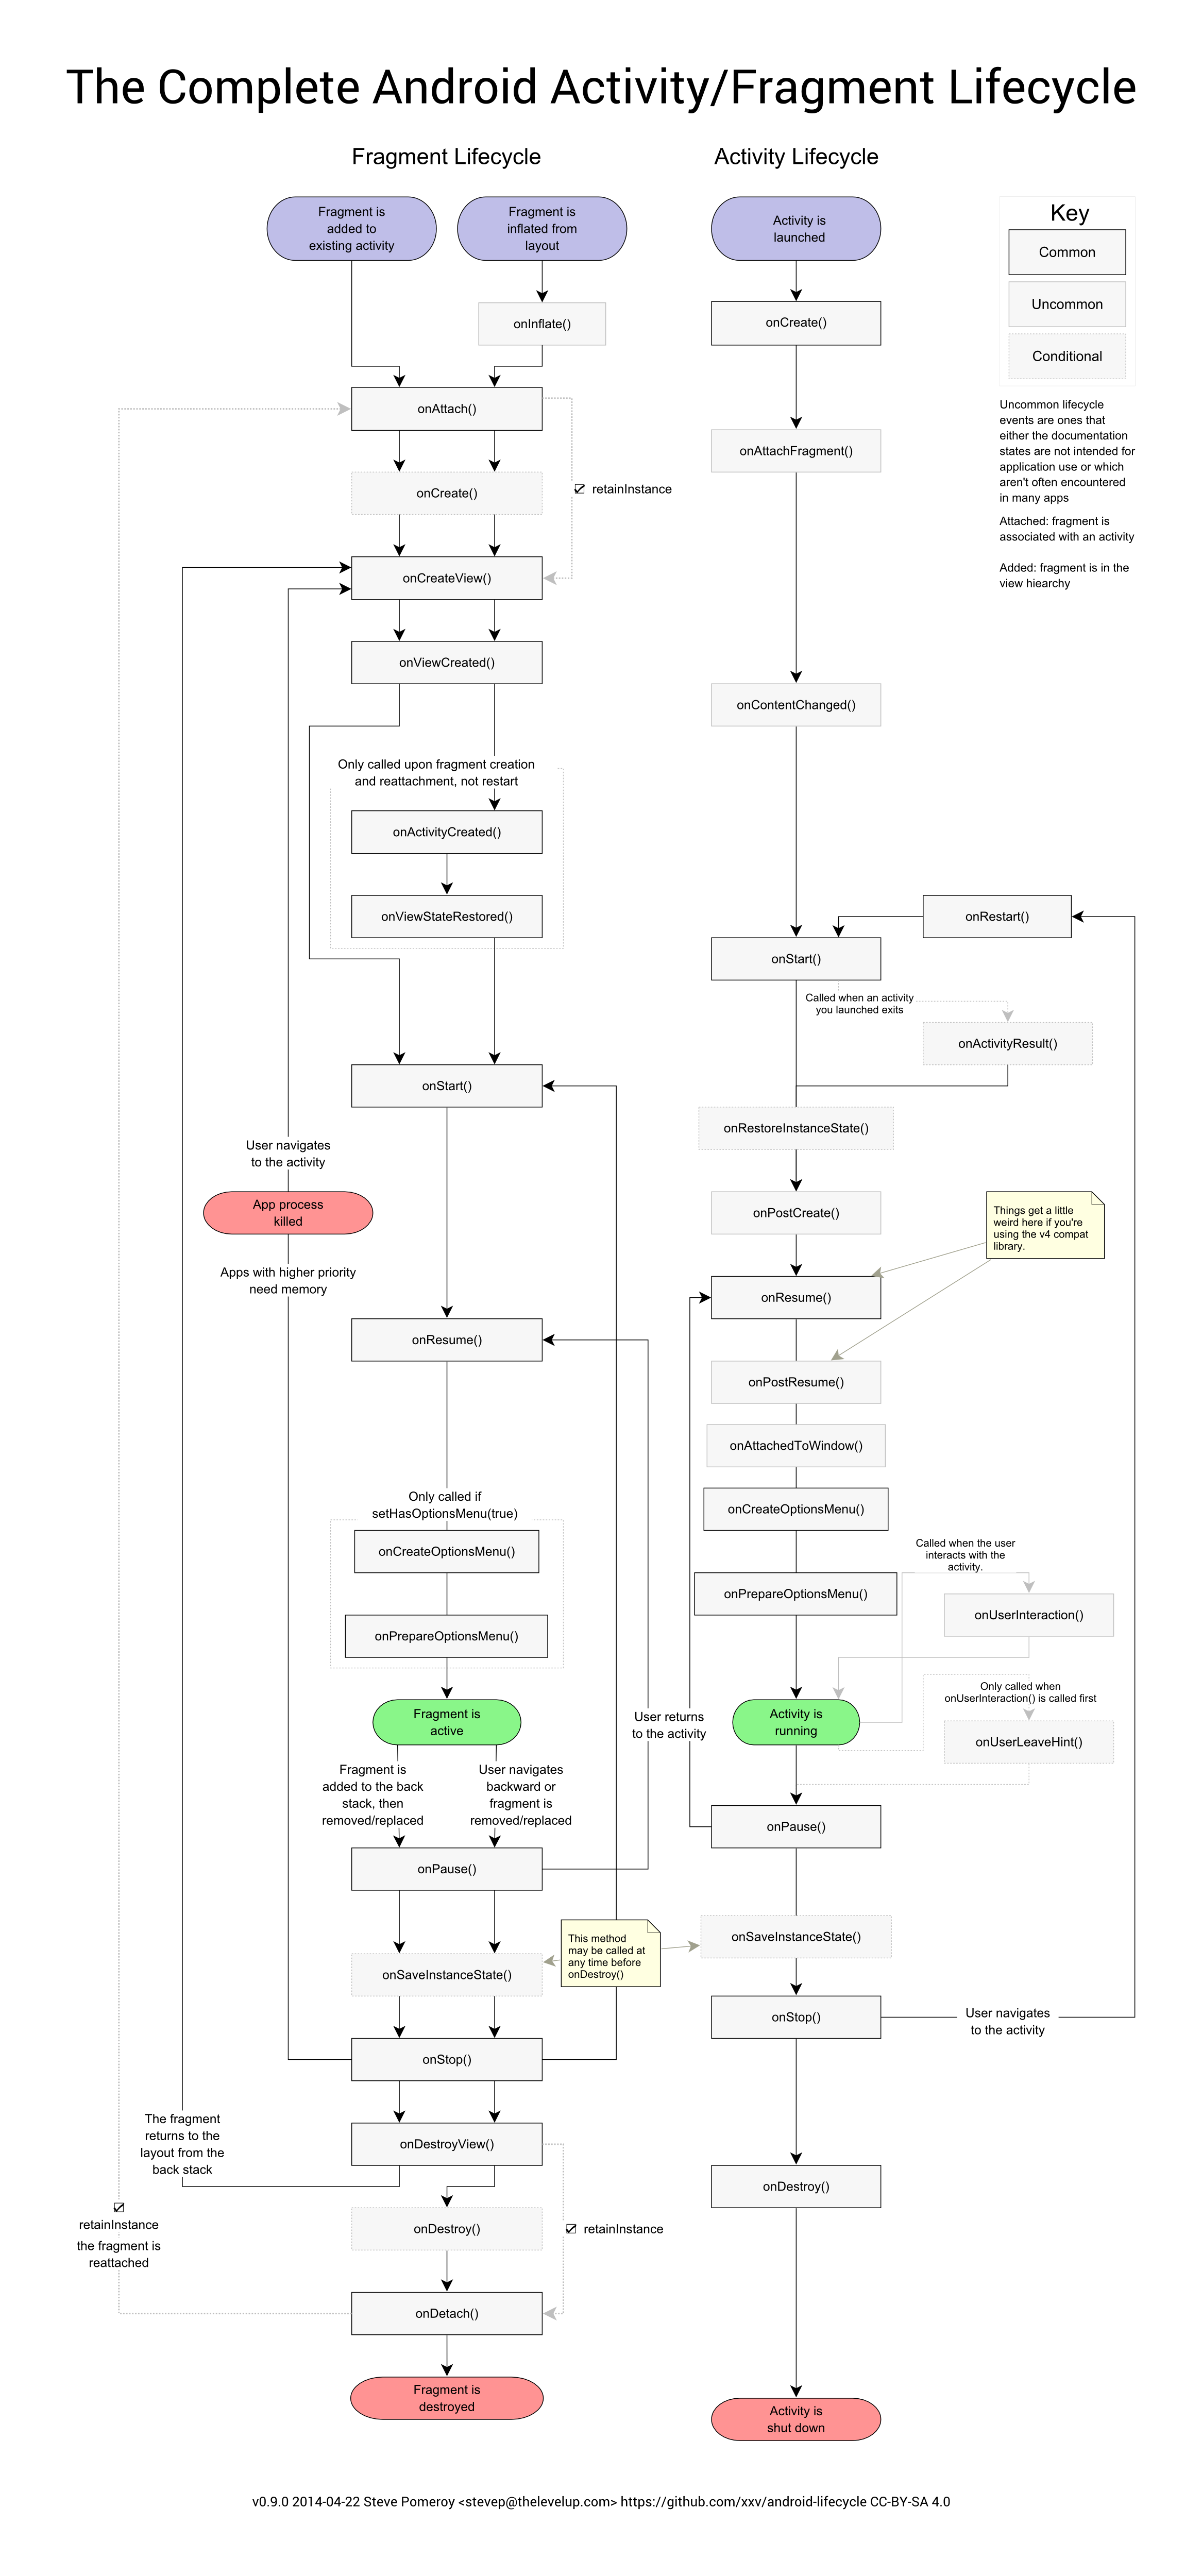 The Complete Android Activity/Fragment Lifecycle
Fragment Lifecycle
Activity Lifecycle
Fragment is
added to
existing activity
Fragment is
inflated from
layout
Activity is
launched
Key
Common
Uncommon
Conditional
Uncommon lifecycle
events are ones that
either the documentation
states are not intended for
application use or which
aren't often encountered
in many apps
Attached: fragment is
associated with an activity
Added: fragment is in the
view hiearchy
onInflate()
onCreate()
onAttach()
onAttachFragment()
onCreate()
retainInstance
onCreateView()
onViewCreated()
onContentChanged()
Only called upon fragment creation
and reattachment, not restart
onActivityCreated()
onViewStateRestored()
onRestart()
onStart()
Called when an activity
you launched exits
onActivityResult()
onStart()
onRestoreInstanceState()
User navigates
to the activity
App process
killed
Apps with higher priority
need memory
onPostCreate()
Things get a little
weird here if you're
using the v4 compat
library.
onResume()
onResume()
onPostResume()
onAttachedToWindow()
Only called if
setHasOptionsMenu(true)
onCreateOptionsMenu()
onCreateOptionsMenu()
Called when the user
interacts with the
activity.
onPrepareOptionsMenu()
onUserInteraction()
onPrepareOptionsMenu()
Only called when
onUserInteraction() is called first
Fragment is
active
User returns
to the activity
Activity is
running
onUserLeaveHint()
Fragment is
added to the back
stack, then
removed/replaced
User navigates
backward or
fragment is
removed/replaced
onPause()
onPause()
This method
may be called at
any time before
onDestroy()
onSaveInstanceState()
onSaveInstanceState()
onStop()
User navigates
to the activity
onStop()
The fragment
returns to the
layout from the
back stack
onDestroyView()
onDestroy()
retainInstance
the fragment is
reattached
onDestroy()
retainInstance
onDetach()
Fragment is
destroyed
Activity is
shut down
v0.9.0 2014-04-22 Steve Pomeroy <stevep@thelevelup.com> https://github.com/xxv/android-lifecycle CC-BY-SA 4.0